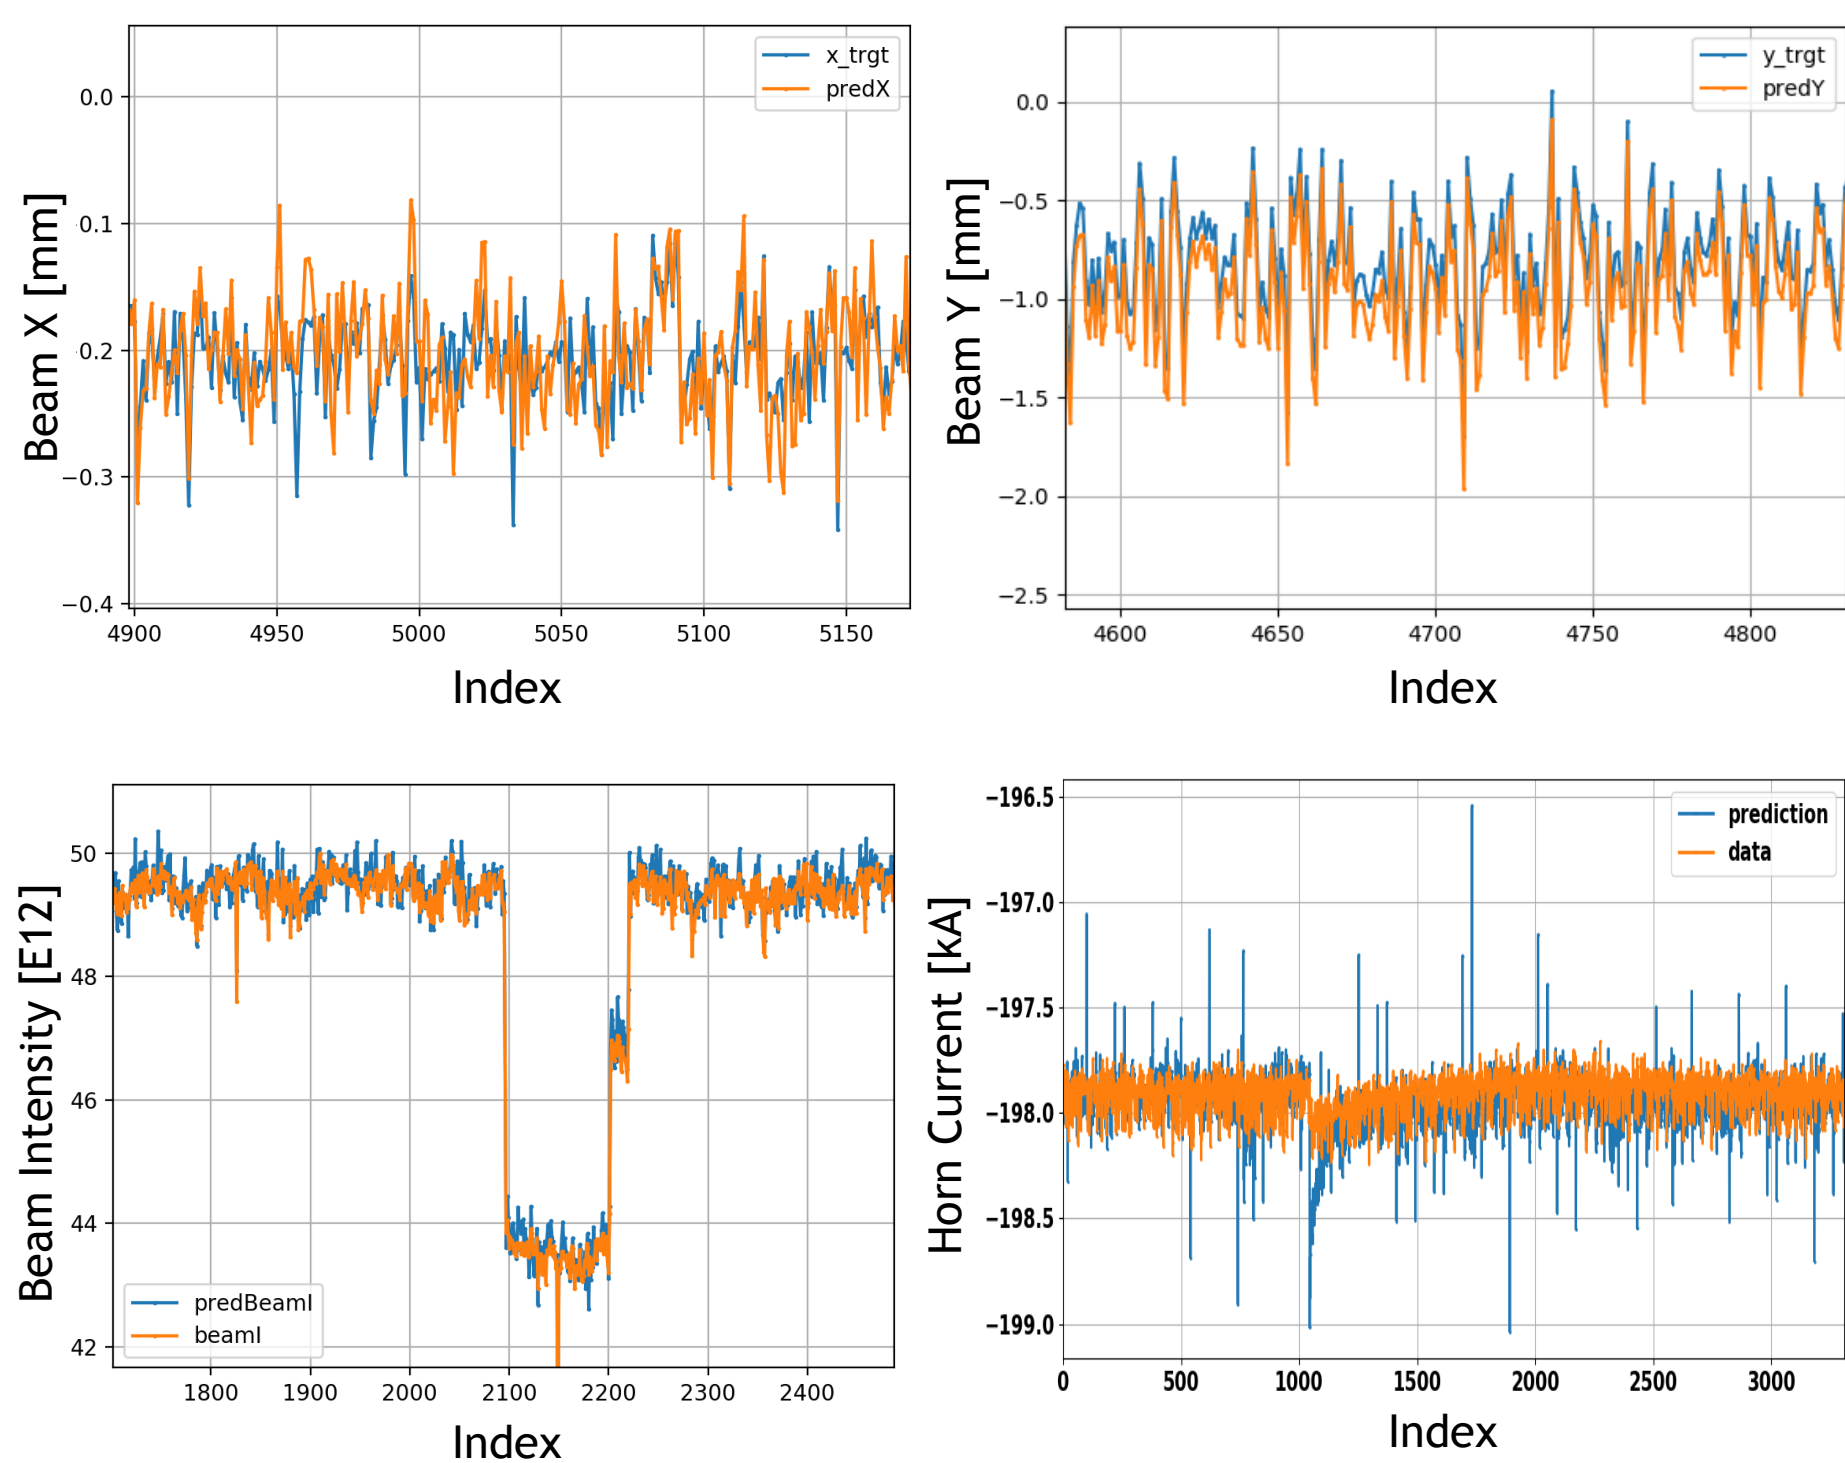 x_trgt
predX
0.0
0.1
0.2
−0.3
−0.4
4900 4950 5000 5050 5100 5150
Beam X [mm]
Index
y_trgt
predY
0.0
−0.5
−1.0
−1.5
−2.0
−2.5
4600 4650 4700 4750 4800
Beam Y [mm]
Index
50
48
46
44
42
predBeamI
beamI
1800 1900 2000 2100 2200 2300 2400
Beam Intensity [E12]
Index
prediction
data
−196.5
−197.0
−197.5
−198.0
−198.5
−199.0
0 500 1000 1500 2000 2500 3000
Horn Current [kA]
Index